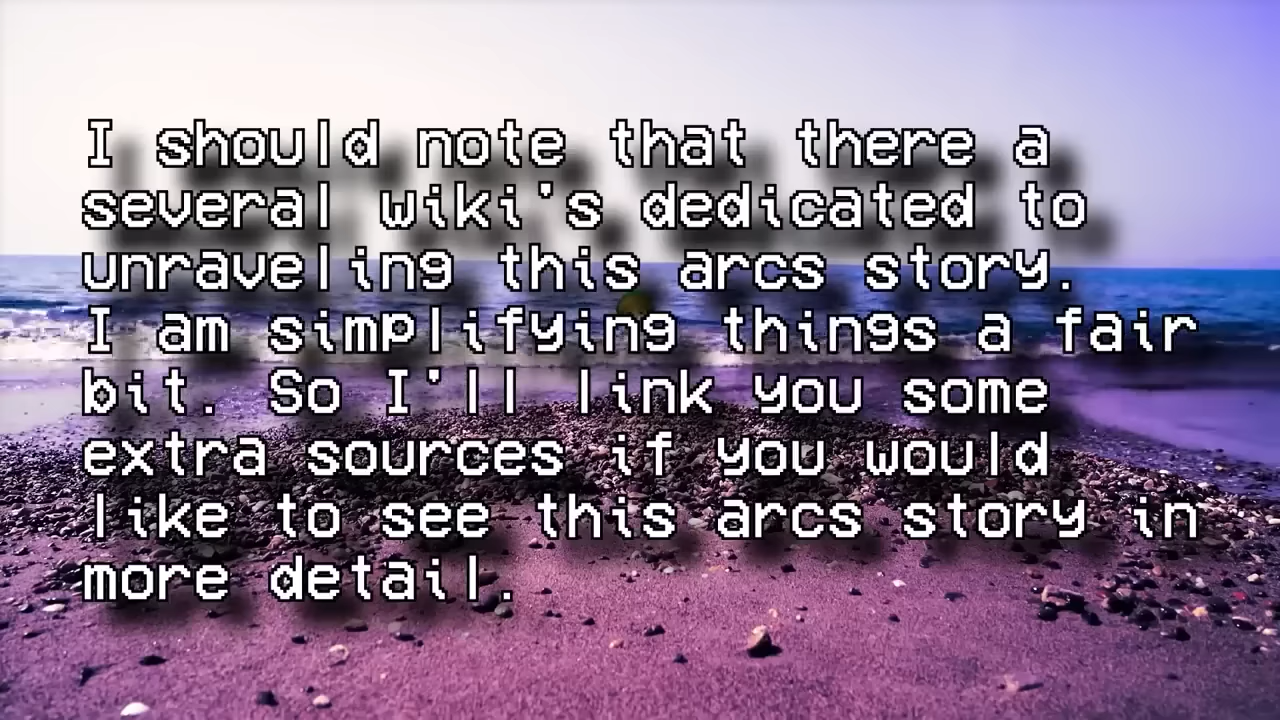 I should note that there a
several wiki's dedicated to
unraveling this arcs story.
I am simplifying things a fair
bit. So I'll link you some
extra sources if you would
like to see this arcs story in
more detail.